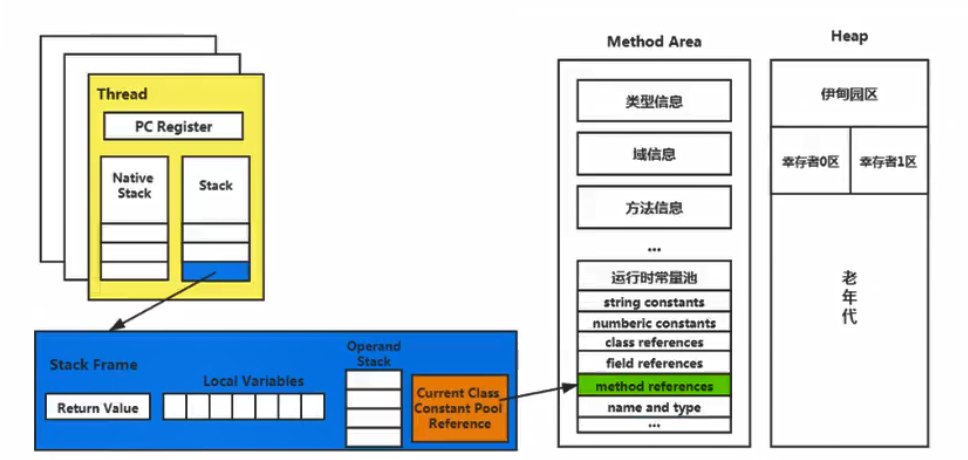 Thread
PC Register
Native
Stack
Stack
Stack Frame
Return Value
Local Variables
Operand
Stack
Current Class
Constant Pool
Reference
Method Area
类型信息
域信息
方法信息
...
运行时常量池
string constants
numberic constants
class references
field references
method references
name and type
...
Heap
伊甸园区
幸存者0区
幸存者1区
老
年
代